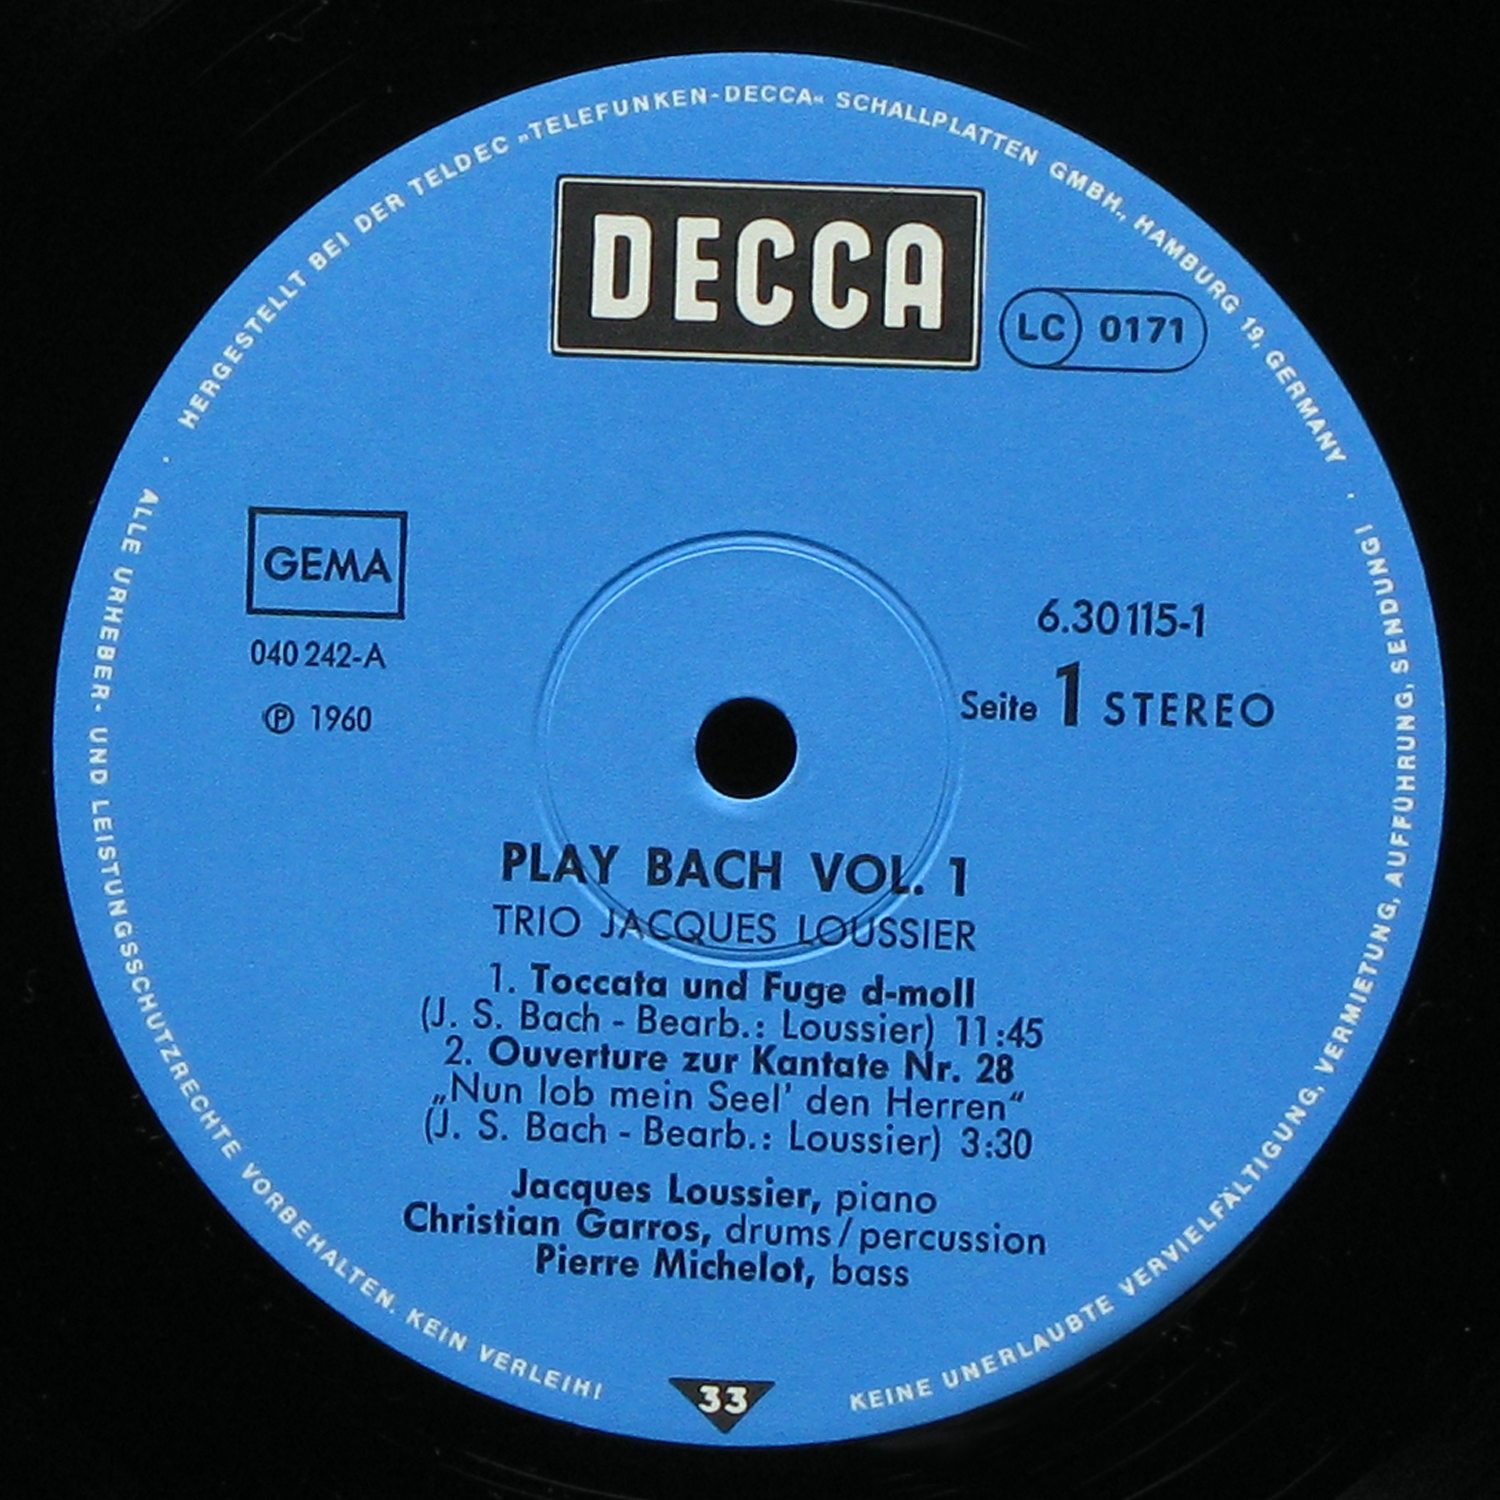 HERGESTELLT BEI DER TELDEC »TELEFUNKEN-DECCA« SCHALLPLATTEN GMBH., HAMBURG 19, GERMANY ·
DECCA
LC 0171
GEMA
040 242-A
Ⓟ 1960
6.30115-1
Seite 1 STEREO
PLAY BACH VOL. 1
TRIO JACQUES LOUSSIER
1. Toccata und Fuge d-moll
(J. S. Bach - Bearb.: Loussier) 11:45
2. Ouverture zur Kantate Nr. 28
„Nun lob mein Seel' den Herren“
(J. S. Bach - Bearb.: Loussier) 3:30
Jacques Loussier, piano
Christian Garros, drums / percussion
Pierre Michelot, bass
33
· ALLE URHEBER- UND LEISTUNGSSCHUTZRECHTE VORBEHALTEN. KEIN VERLEIH!
KEINE UNERLAUBTE VERVIELFÄLTIGUNG, VERMIETUNG, AUFFÜHRUNG, SENDUNG!